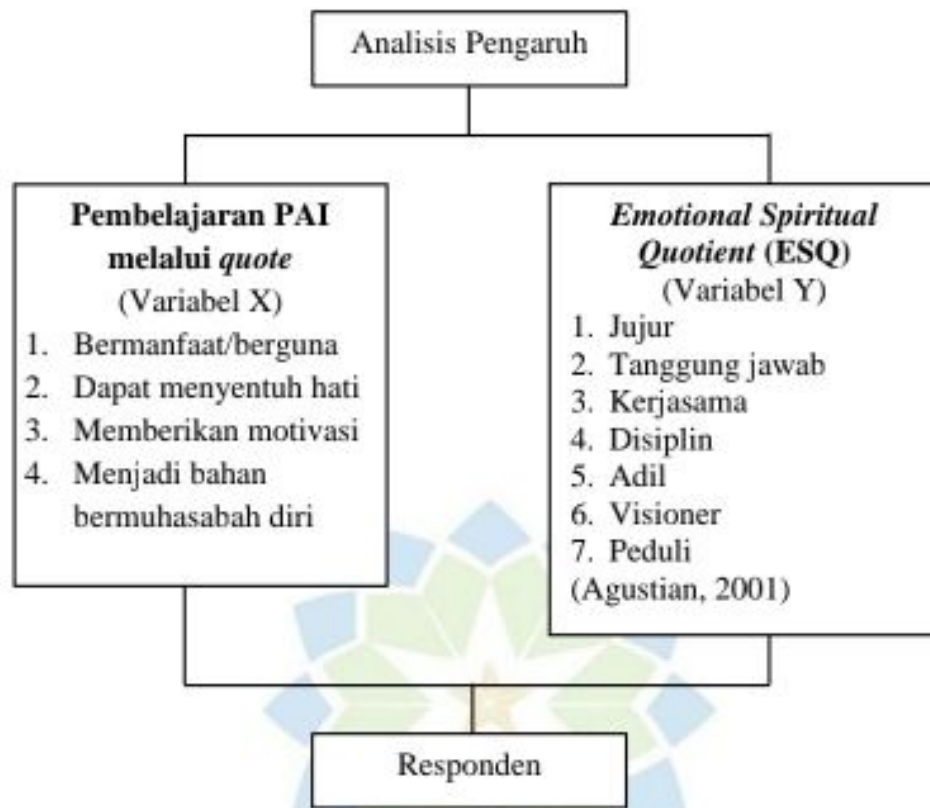 Analisis Pengaruh
Pembelajaran PAI
melalui quote
(Variabel X)
1. Bermanfaat/berguna
2. Dapat menyentuh hati
3. Memberikan motivasi
4. Menjadi bahan
bermuhasabah diri
Emotional Spiritual
Quotient (ESQ)
(Variabel Y)
1. Jujur
2. Tanggung jawab
3. Kerjasama
4. Disiplin
5. Adil
6. Visioner
7. Peduli
(Agustian, 2001)
Responden